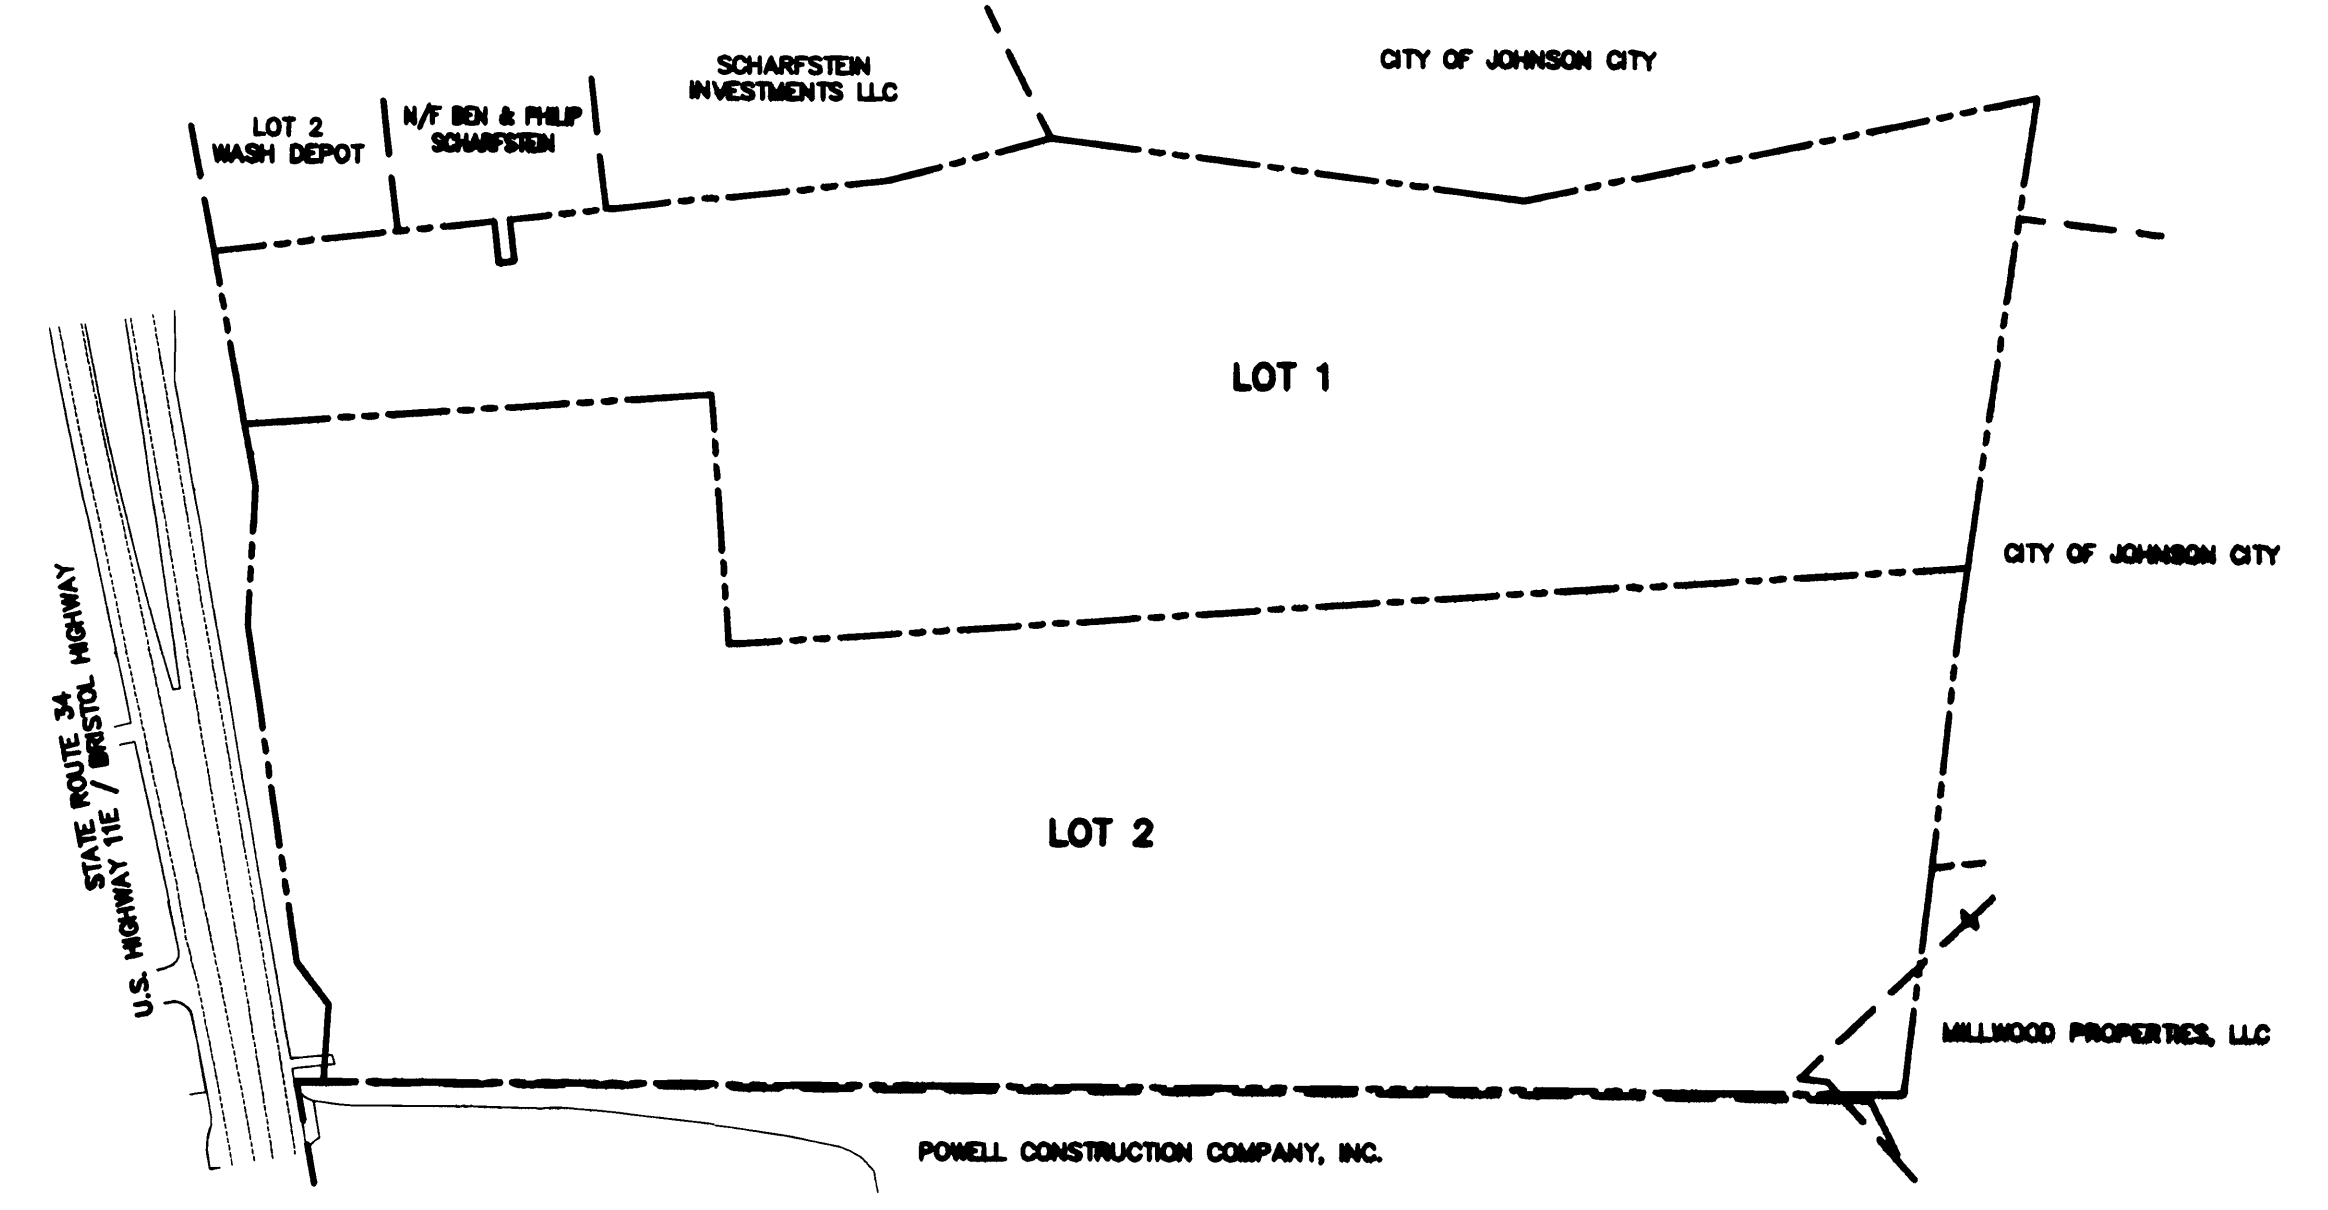 CITY OF JOHNSON CITY
SCHARFSTEIN
INVESTMENTS LLC
N/F BEN & PHILIP
SCHARFSTEIN
LOT 2
WASH DEPOT
LOT 1
CITY OF JOHNSON CITY
STATE ROUTE 34
U.S. HIGHWAY 11E / BRISTOL HIGHWAY
LOT 2
MILLWOOD PROPERTIES, LLC
POWELL CONSTRUCTION COMPANY, INC.